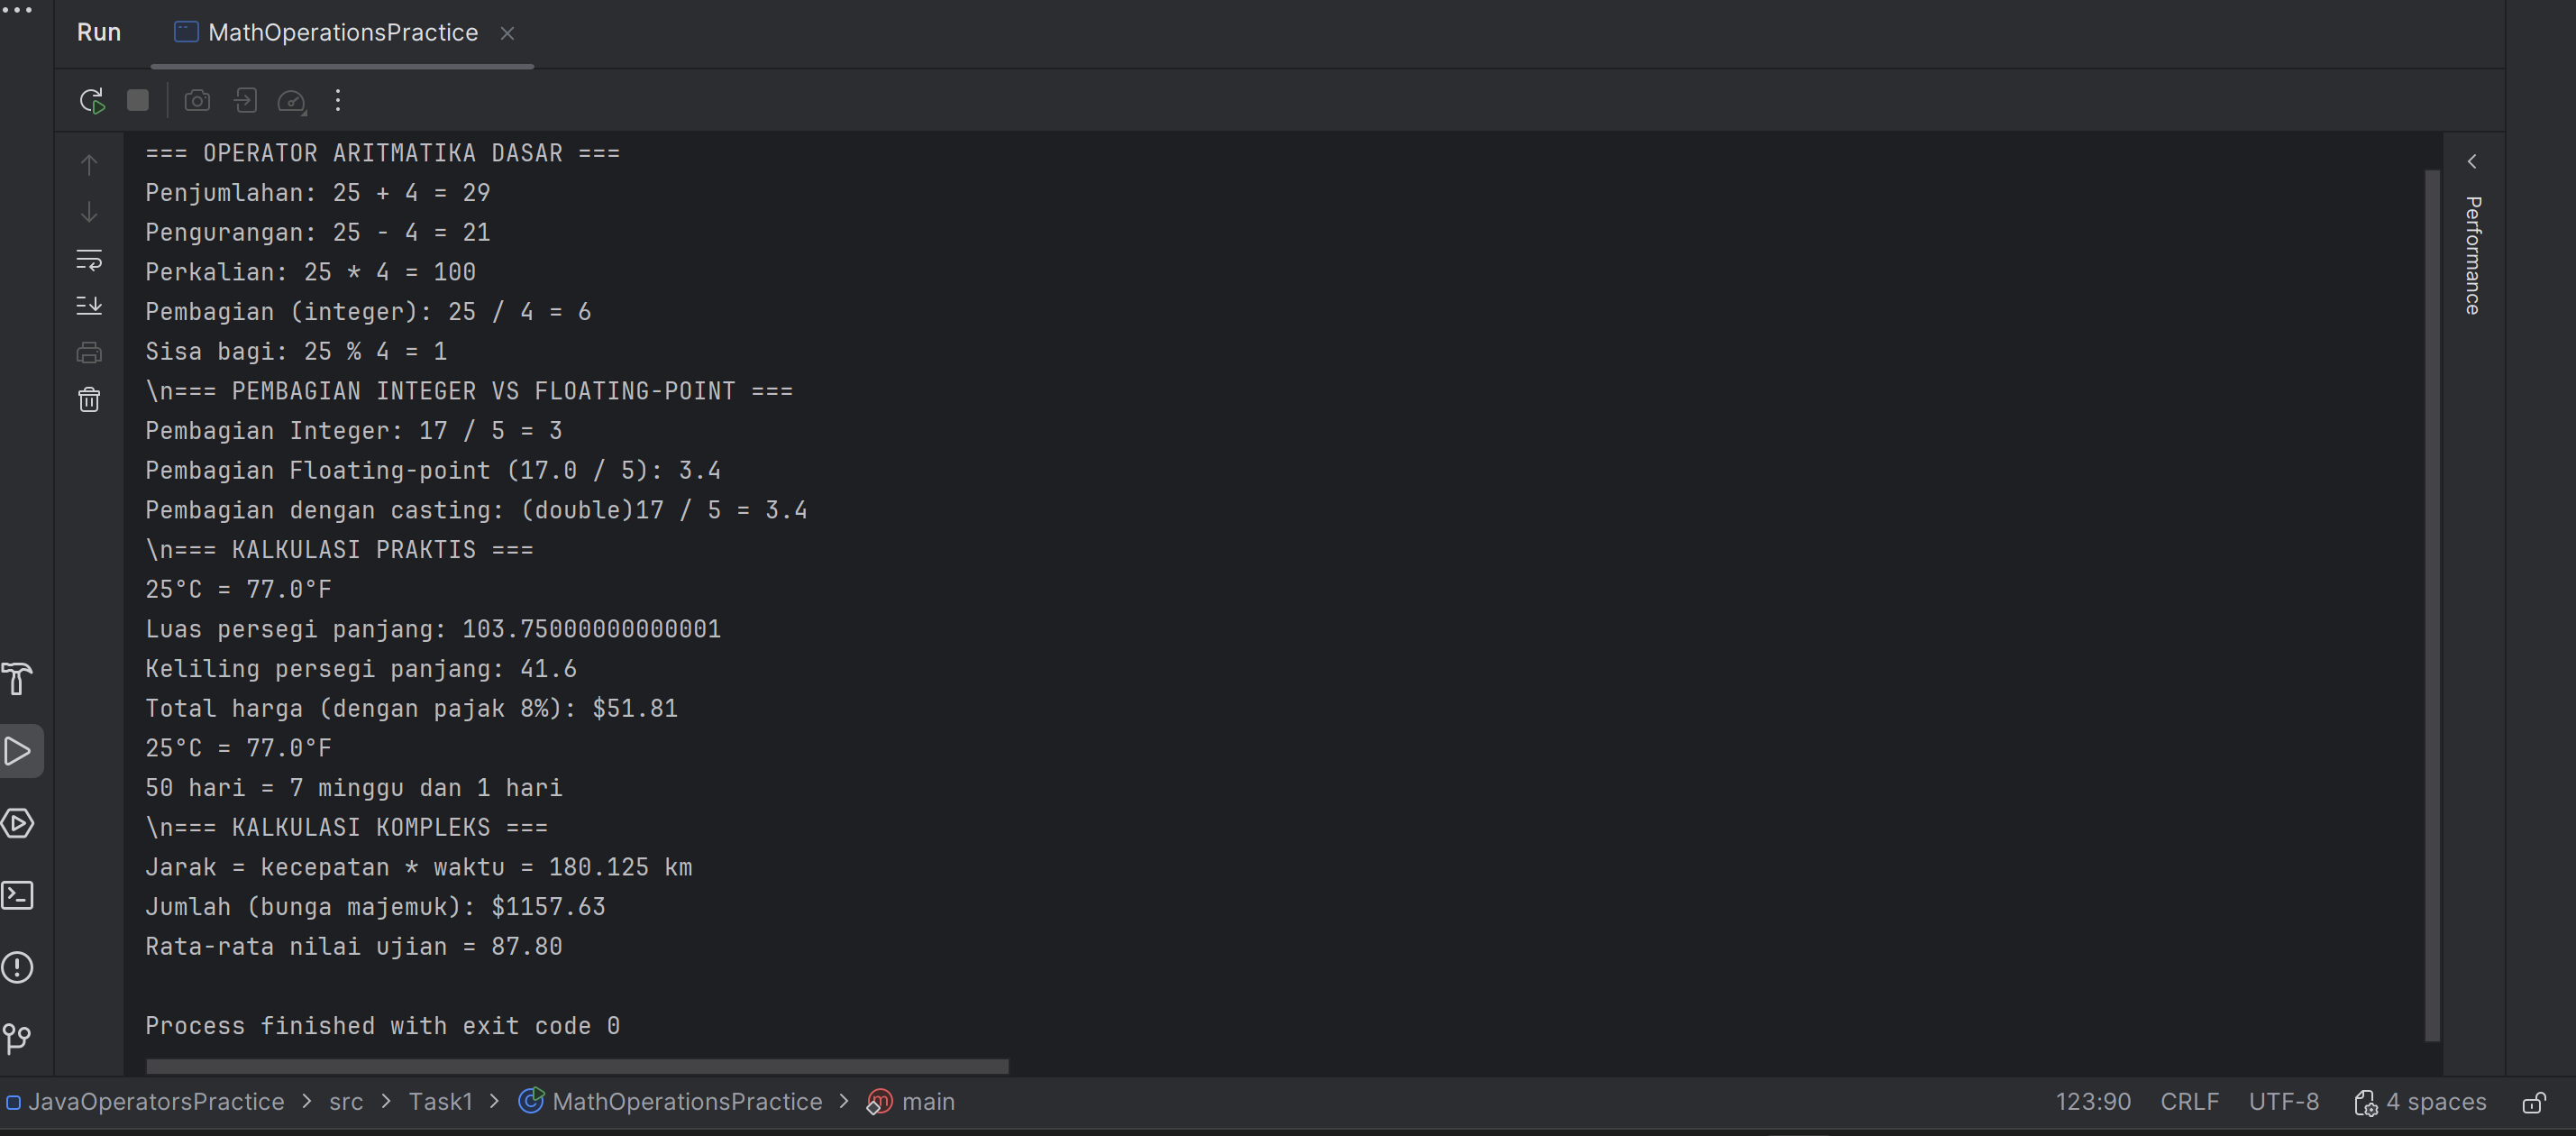 Run MathOperationsPractice
=== OPERATOR ARITMATIKA DASAR ===
Penjumlahan: 25 + 4 = 29
Pengurangan: 25 - 4 = 21
Perkalian: 25 * 4 = 100
Pembagian (integer): 25 / 4 = 6
Sisa bagi: 25 % 4 = 1
\n=== PEMBAGIAN INTEGER VS FLOATING-POINT ===
Pembagian Integer: 17 / 5 = 3
Pembagian Floating-point (17.0 / 5): 3.4
Pembagian dengan casting: (double)17 / 5 = 3.4
\n=== KALKULASI PRAKTIS ===
25°C = 77.0°F
Luas persegi panjang: 103.75000000000001
Keliling persegi panjang: 41.6
Total harga (dengan pajak 8%): $51.81
25°C = 77.0°F
50 hari = 7 minggu dan 1 hari
\n=== KALKULASI KOMPLEKS ===
Jarak = kecepatan * waktu = 180.125 km
Jumlah (bunga majemuk): $1157.63
Rata-rata nilai ujian = 87.80
Process finished with exit code 0
Performance
JavaOperatorsPractice > src > Task1 > MathOperationsPractice > main
123:90 CRLF UTF-8 4 spaces